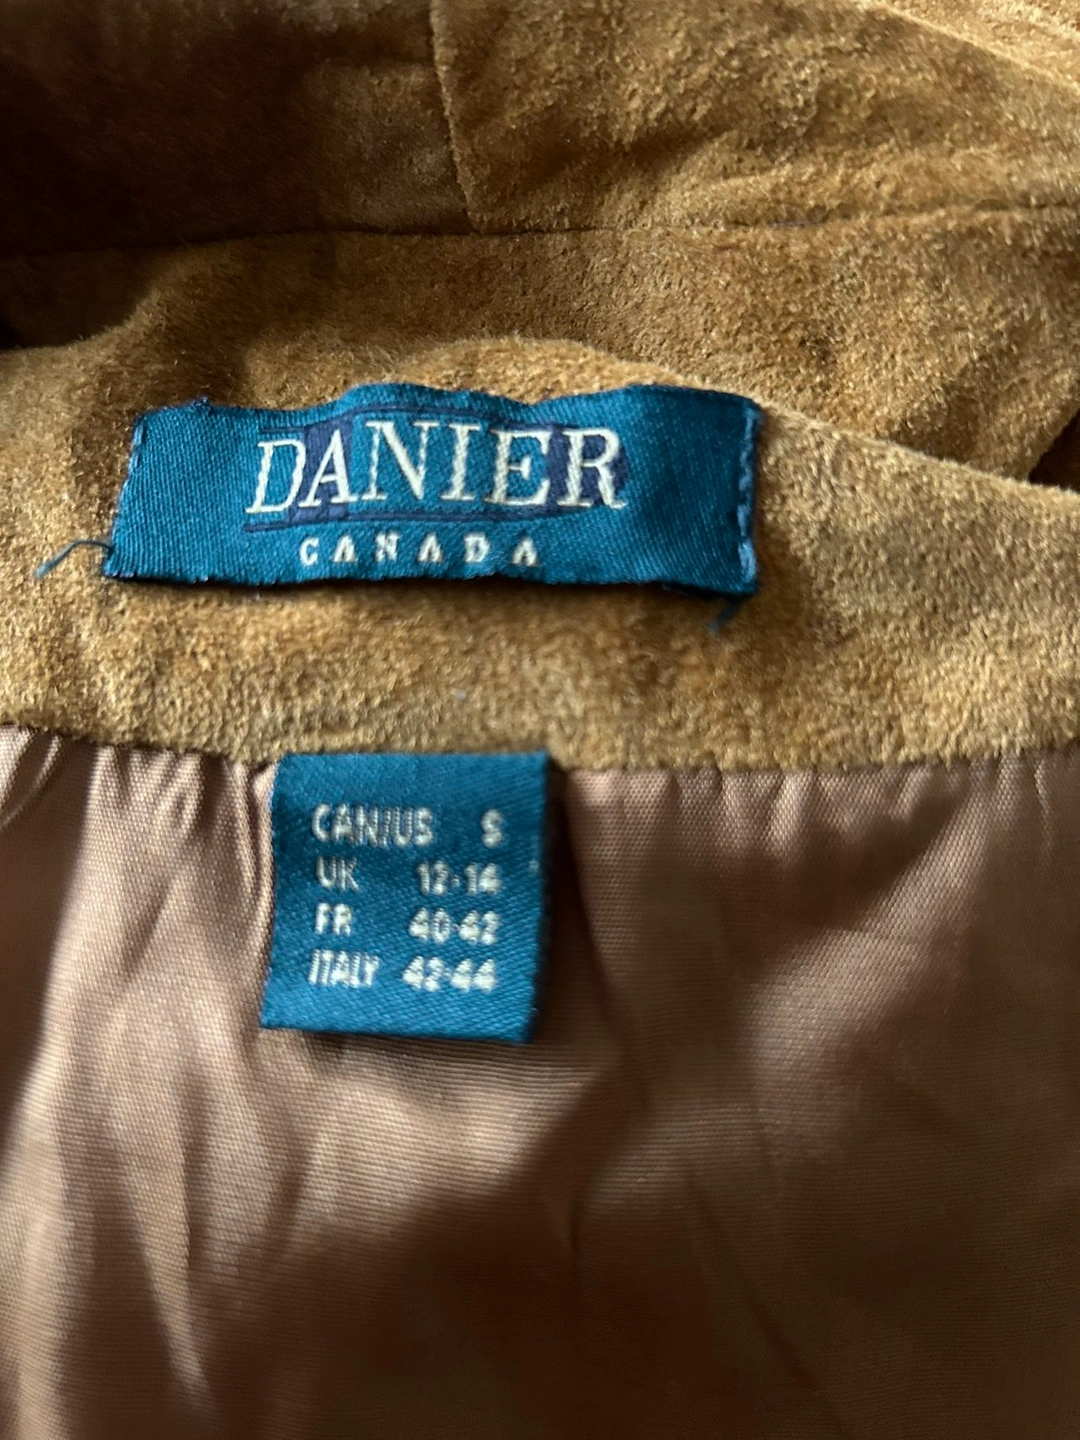 DANIER
CANADA
CAN/US S
UK 12-14
FR 40-42
ITALY 42-44